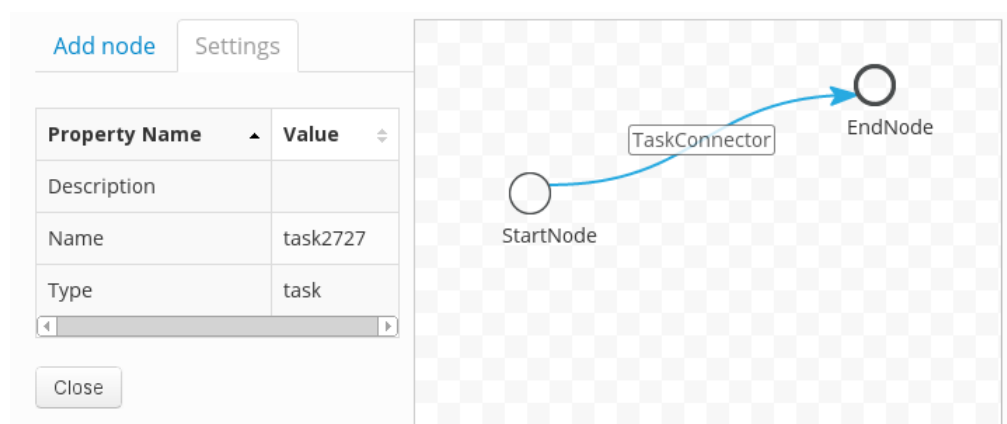 Add node Settings
Property Name Value
Description
Name task2727
Type task
Close
EndNode
TaskConnector
StartNode